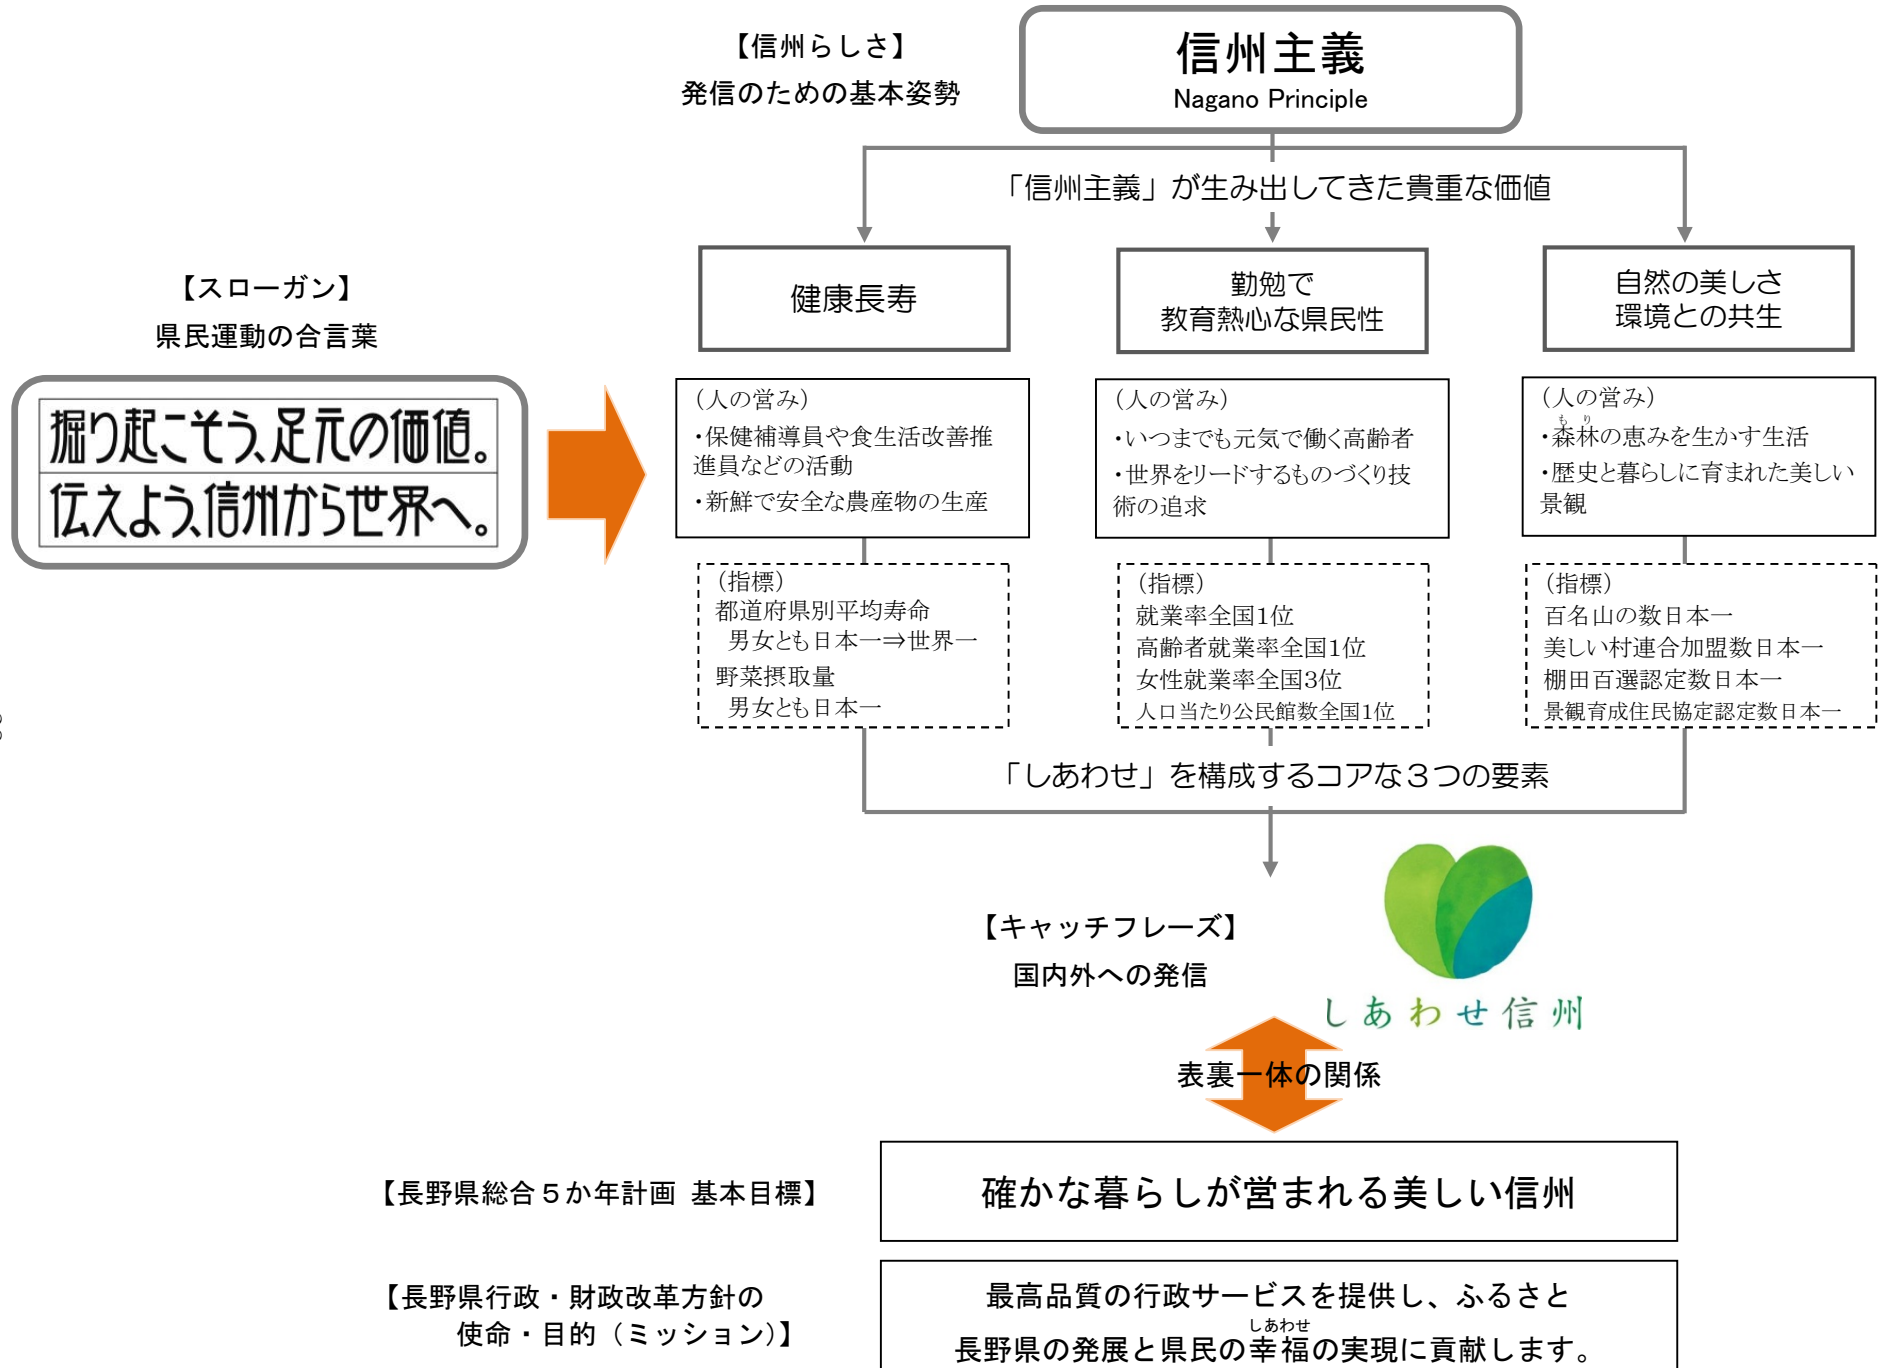 【信州らしさ】
発信のための基本姿勢
信州主義
Nagano Principle
「信州主義」が生み出してきた貴重な価値
【スローガン】
県民運動の合言葉
掘り起こそう、足元の価値。
伝えよう、信州から世界へ。
健康長寿
(人の営み)
・保健補導員や食生活改善推
進員などの活動
・新鮮で安全な農産物の生産
(指標)
都道府県別平均寿命
男女とも日本一⇒世界一
野菜摂取量
男女とも日本一
勤勉で
教育熱心な県民性
(人の営み)
・いつまでも元気で働く高齢者
・世界をリードするものづくり技
術の追求
(指標)
就業率全国1位
高齢者就業率全国1位
女性就業率全国3位
人口当たり公民館数全国1位
自然の美しさ
環境との共生
(人の営み)
もり
・森林の恵みを生かす生活
・歴史と暮らしに育まれた美しい
景観
(指標)
百名山の数日本一
美しい村連合加盟数日本一
棚田百選認定数日本一
景観育成住民協定認定数日本一
「しあわせ」を構成するコアな３つの要素
【キャッチフレーズ】
国内外への発信
しあわせ信州
表裏一体の関係
【長野県総合５か年計画 基本目標】
確かな暮らしが営まれる美しい信州
【長野県行政・財政改革方針の
使命・目的（ミッション）】
最高品質の行政サービスを提供し、ふるさと
しあわせ
長野県の発展と県民の幸福の実現に貢献します。